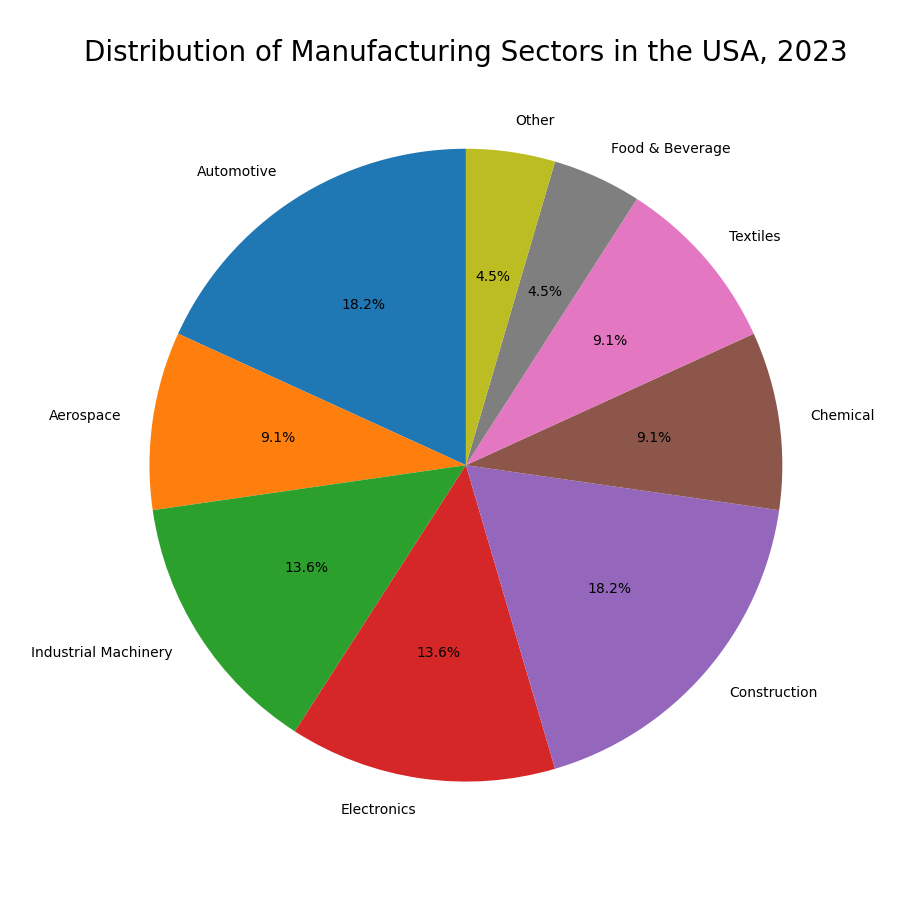 Distribution of Manufacturing Sectors in the USA, 2023
Other
Food & Beverage
Automotive
Textiles
4.5%
4.5%
18.2%
9.1%
Aerospace
9.1%
9.1%
Chemical
13.6%
18.2%
Industrial Machinery
13.6%
Construction
Electronics